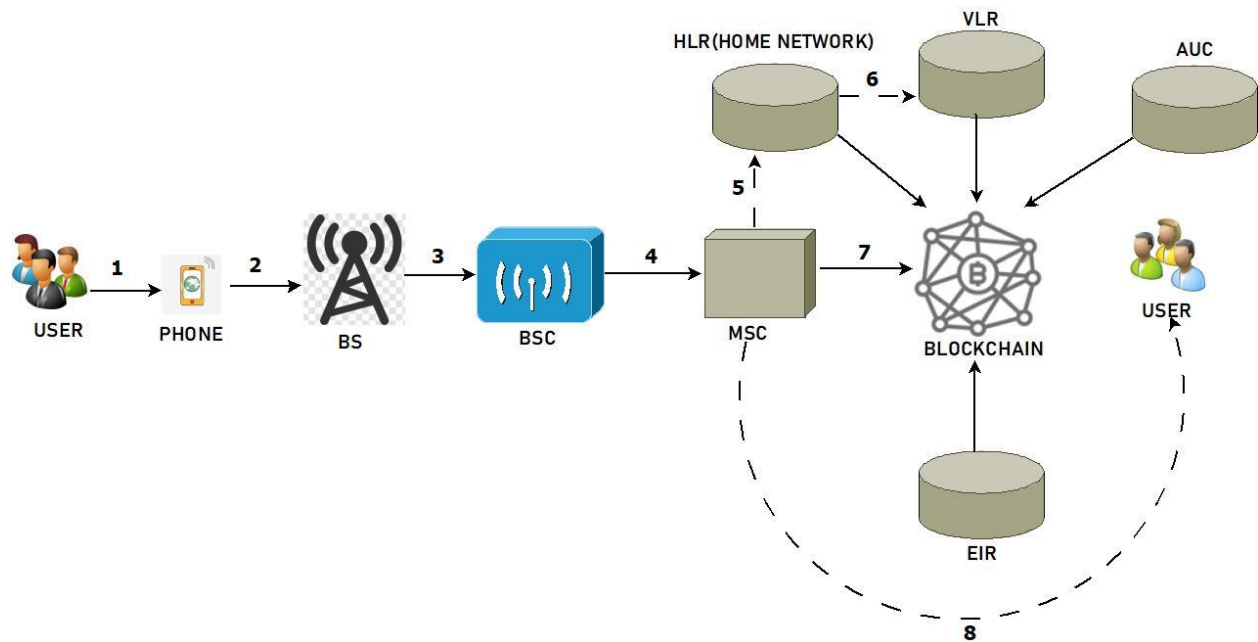 VLR
HLR(HOME NETWORK)
AUC
6
5
1
2
3
4
7
USER
PHONE
BS
BSC
MSC
BLOCKCHAIN
USER
EIR
8